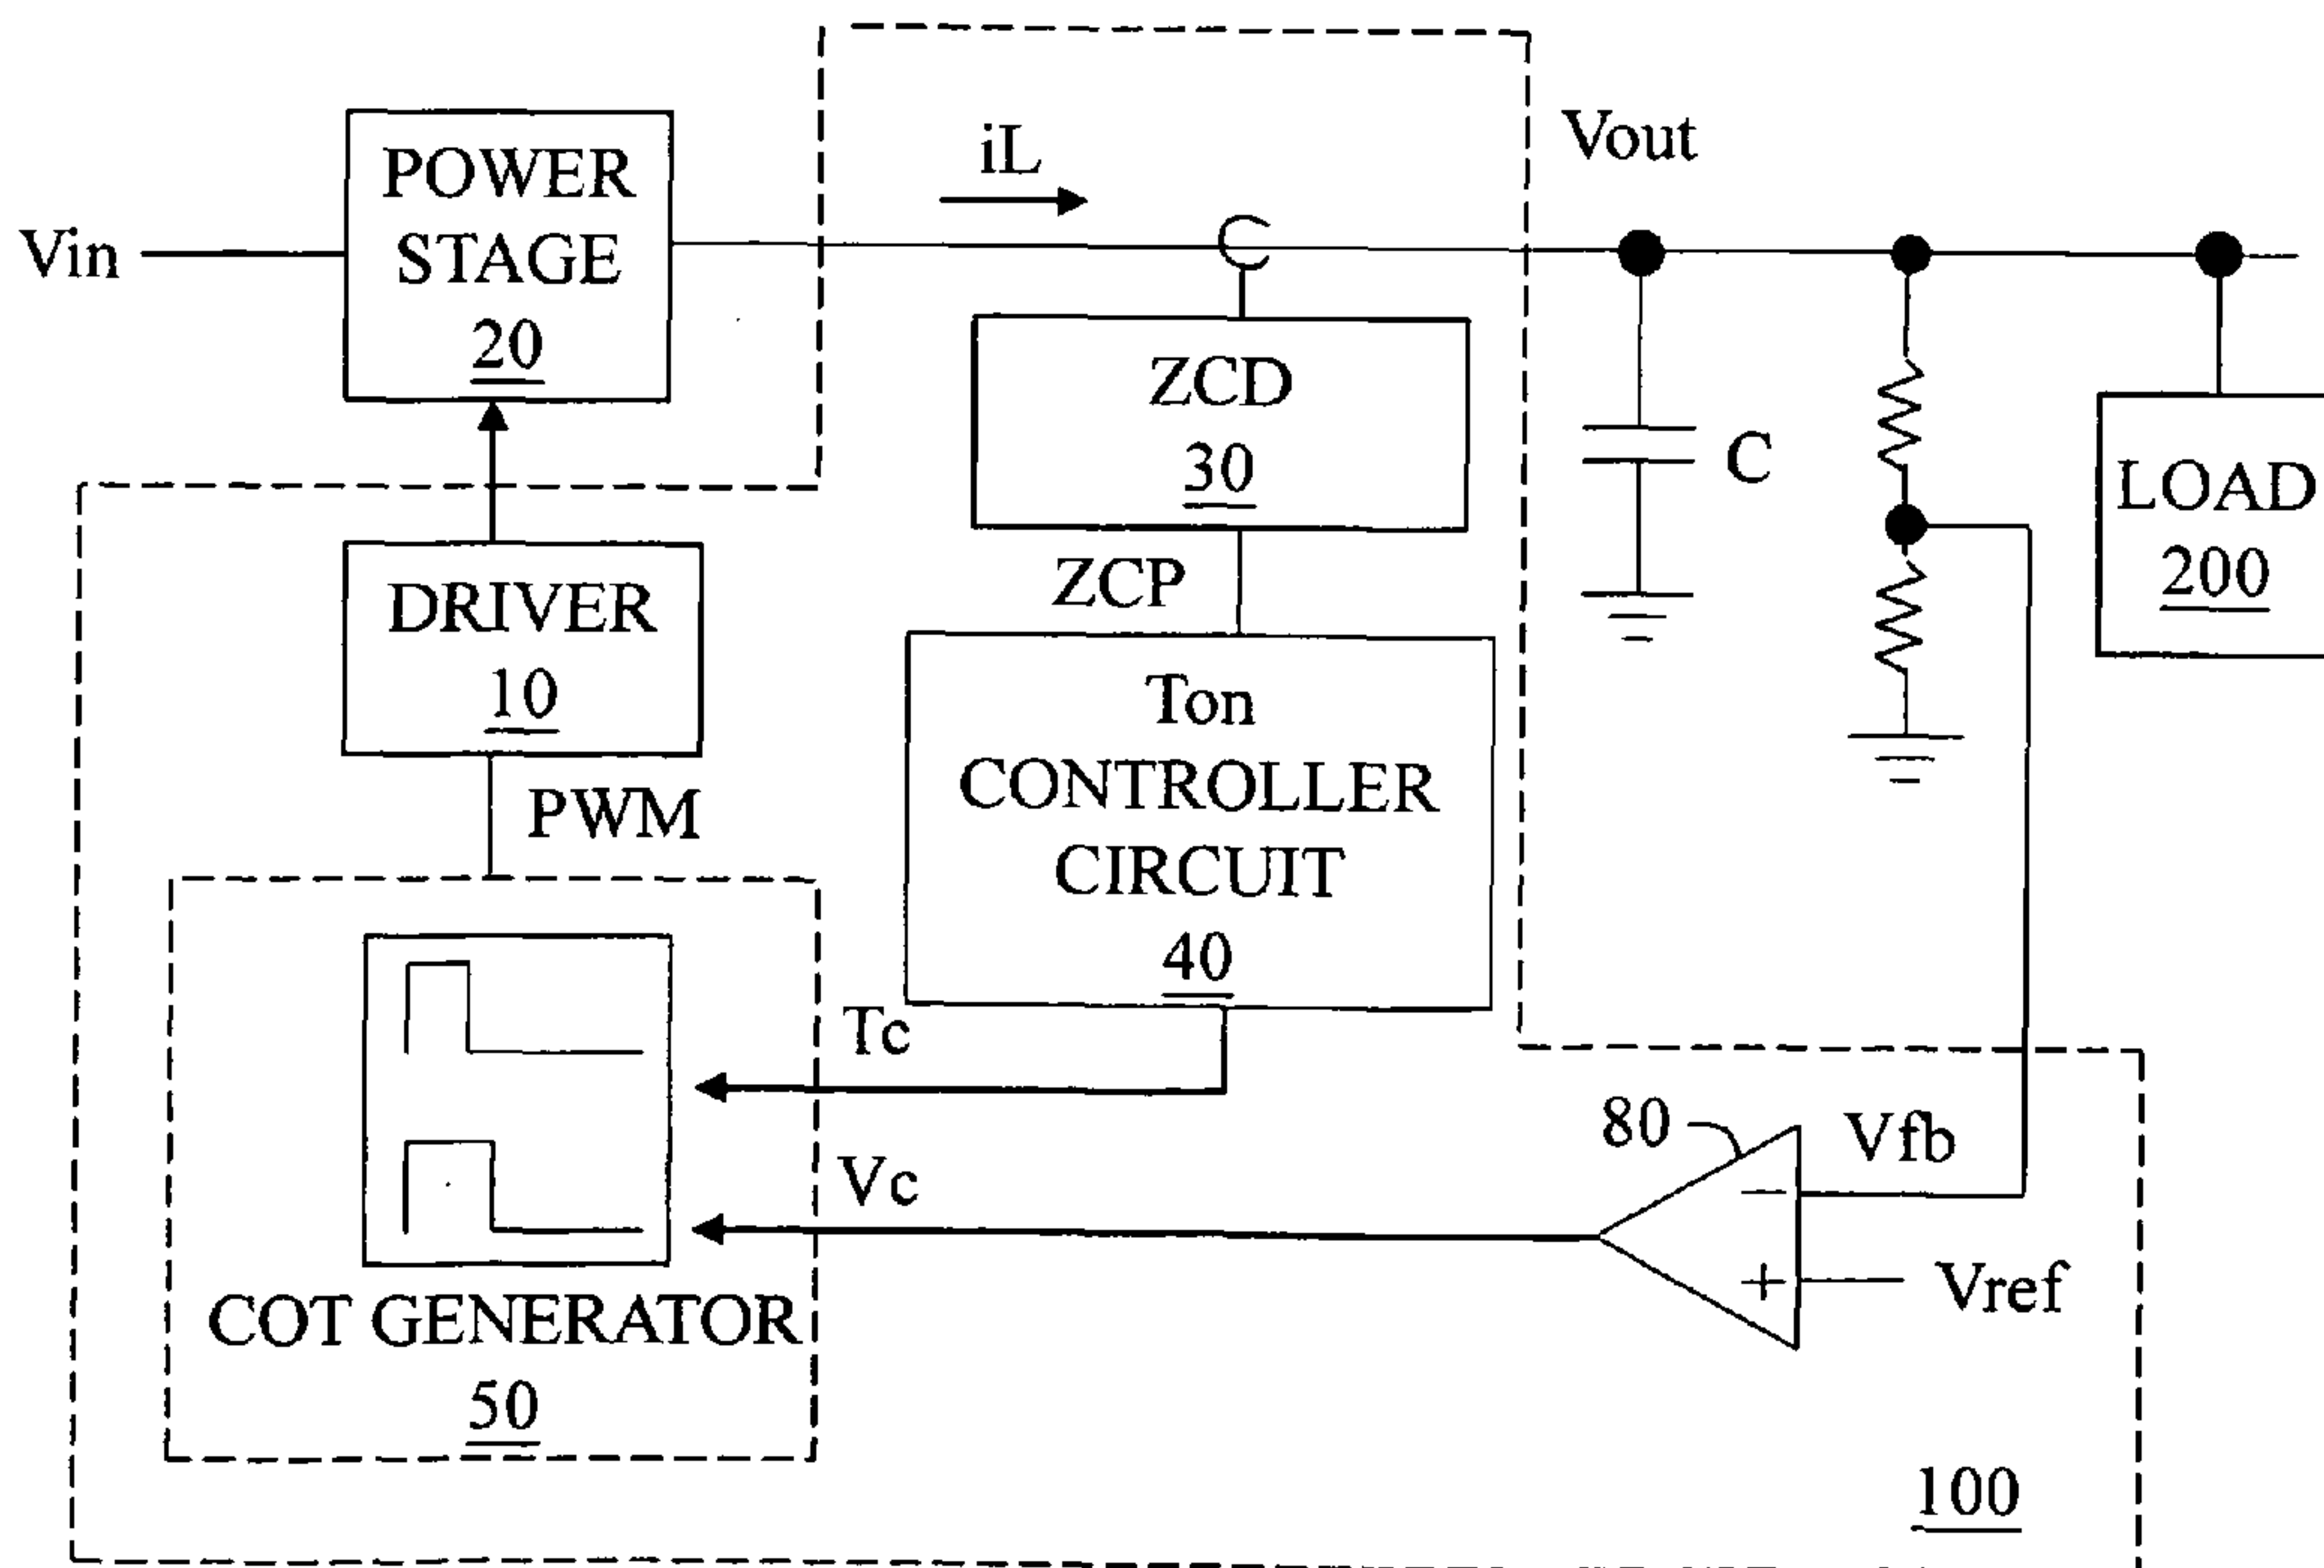 Vin
POWER
STAGE
20
iL
Vout
ZCD
30
C
LOAD
200
ZCP
DRIVER
10
PWM
Ton
CONTROLLER
CIRCUIT
40
Tc
Vc
80
Vfb
−
+
Vref
COT GENERATOR
50
100